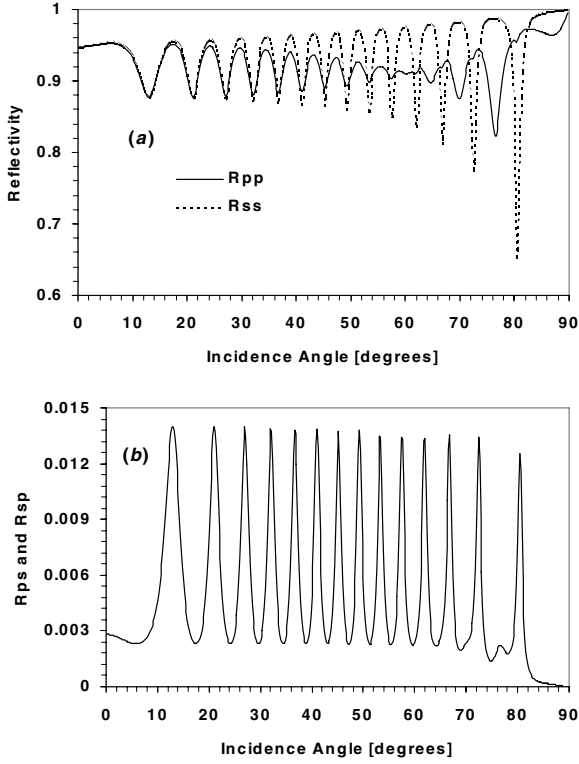 1
0.9
0.8
0.7
0.6
Reflectivity
(a)
Rpp
Rss
0 10 20 30 40 50 60 70 80 90
Incidence Angle [degrees]
0.015
0.012
0.009
0.006
0.003
0
Rps and Rsp
(b)
0 10 20 30 40 50 60 70 80 90
Incidence Angle [degrees]